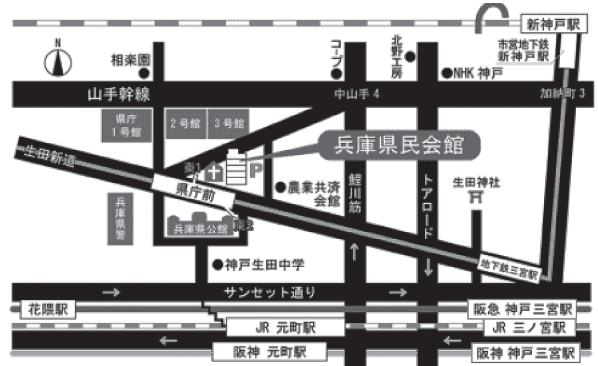 新神戸駅
N
相楽園
コープ
北野
工房
NHK 神戸
市営地下鉄
新神戸駅
山手幹線
中山手 4
加納町 3
県庁
1 号館
2 号館
3 号館
兵庫県民会館
生田新道
東1
P
県庁前
農業共済
会館
鯉川筋
トアロード
生田神社
兵庫県警
兵庫県公館
東2
神戸生田中学
地下鉄三宮駅
サンセット通り
花隈駅
阪急 神戸三宮駅
JR 元町駅
JR 三ノ宮駅
阪神 元町駅
阪神 神戸三宮駅